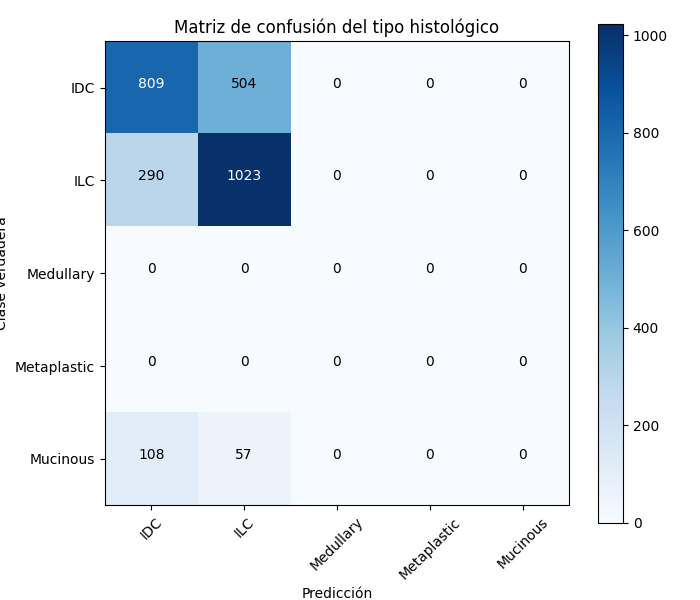 Matriz de confusión del tipo histológico
IDC 809 504 0 0 0
ILC 290 1023 0 0 0
Medullary 0 0 0 0 0
Metaplastic 0 0 0 0 0
Mucinous 108 57 0 0 0
IDC ILC Medullary Metaplastic Mucinous
Predicción
Clase verdadera
1000
800
600
400
200
0